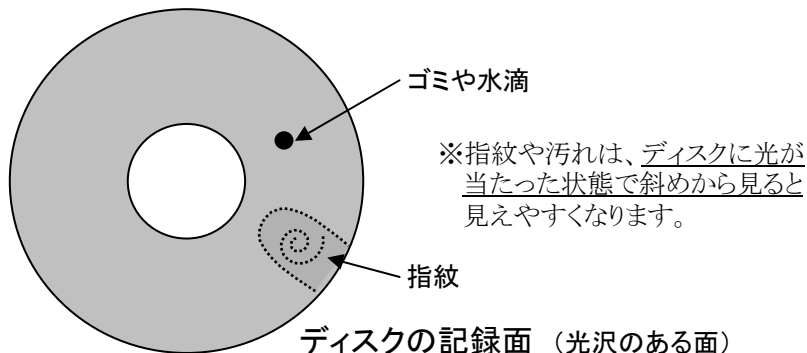 ゴミや水滴
※指紋や汚れは、ディスクに光が
当たった状態で斜めから見ると
見えやすくなります。
指紋
ディスクの記録面 (光沢のある面)